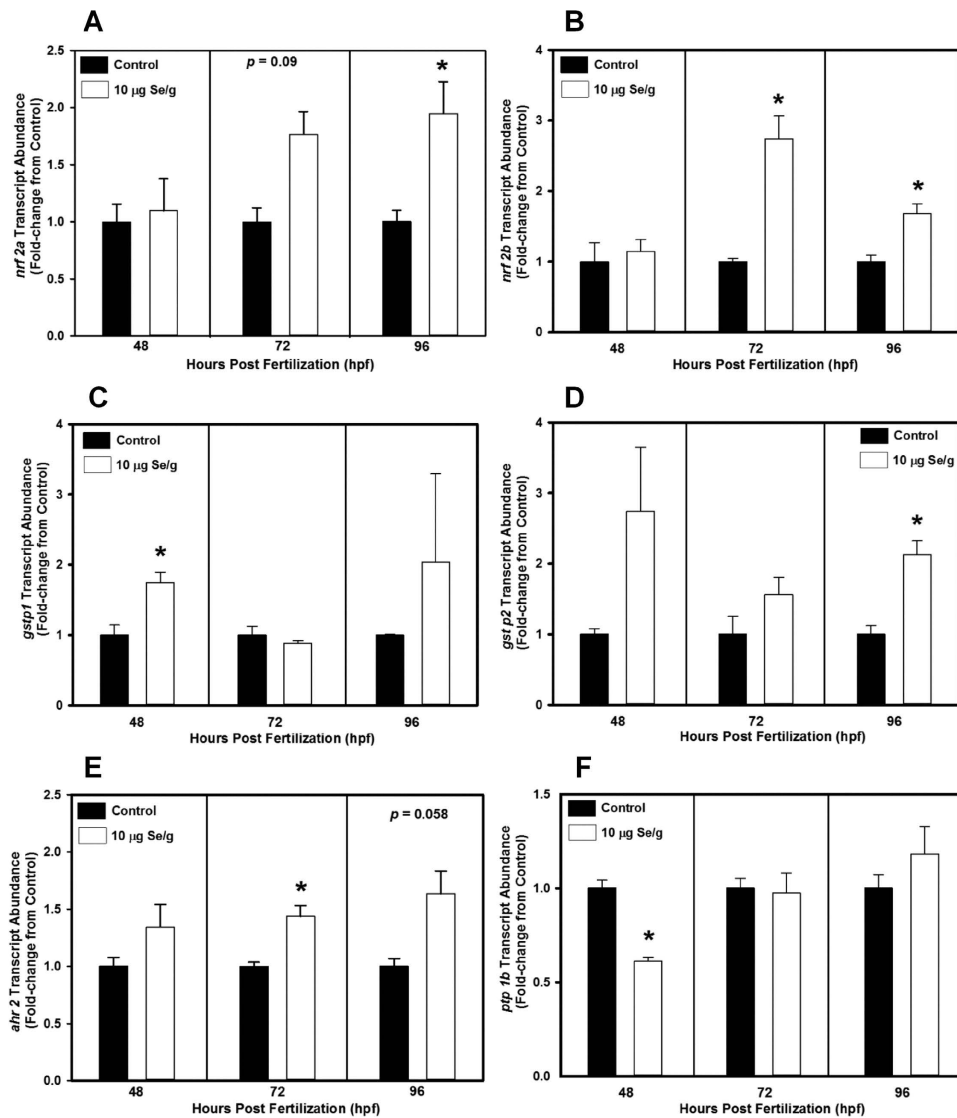 A
nrf 2a Transcript Abundance
(Fold-change from Control)
2.5
2.0
1.5
1.0
0.5
0.0
Control
10 µg Se/g
p = 0.09
*
48
72
96
Hours Post Fertilization (hpf)
B
nrf 2b Transcript Abundance
(Fold-change from Control)
4
3
2
1
0
Control
10 µg Se/g
*
*
48
72
96
Hours Post Fertilization (hpf)
C
gstp1 Transcript Abundance
(Fold-change from Control)
4
3
2
1
0
Control
10 µg Se/g
*
48
72
96
Hours Post Fertilization (hpf)
D
gst p2 Transcript Abundance
(Fold-change from Control)
4
3
2
1
0
Control
10 µg Se/g
*
48
72
96
Hours Post Fertilization (hpf)
E
ahr 2 Transcript Abundance
(Fold-change from Control)
2.5
2.0
1.5
1.0
0.5
0.0
Control
10 µg Se/g
*
p = 0.058
48
72
96
Hours Post Fertilization (hpf)
F
ptp 1b Transcript Abundance
(Fold-change from Control)
1.5
1.0
0.5
0.0
Control
10 µg Se/g
*
48
72
96
Hours Post Fertilization (hpf)